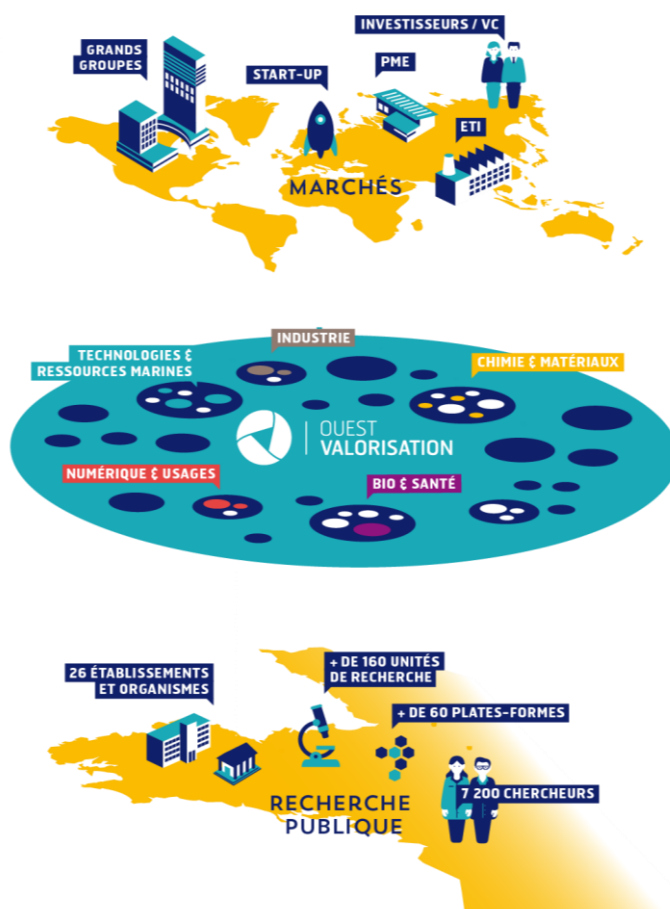 INVESTISSEURS / VC
GRANDS
GROUPES
START-UP
PME
ETI
MARCHÉS
INDUSTRIE
TECHNOLOGIES &
RESSOURCES MARINES
CHIMIE & MATÉRIAUX
OUEST
VALORISATION
NUMÉRIQUE & USAGES
BIO & SANTÉ
26 ÉTABLISSEMENTS
ET ORGANISMES
+ DE 160 UNITÉS
DE RECHERCHE
+ DE 60 PLATES-FORMES
7 200 CHERCHEURS
RECHERCHE
PUBLIQUE